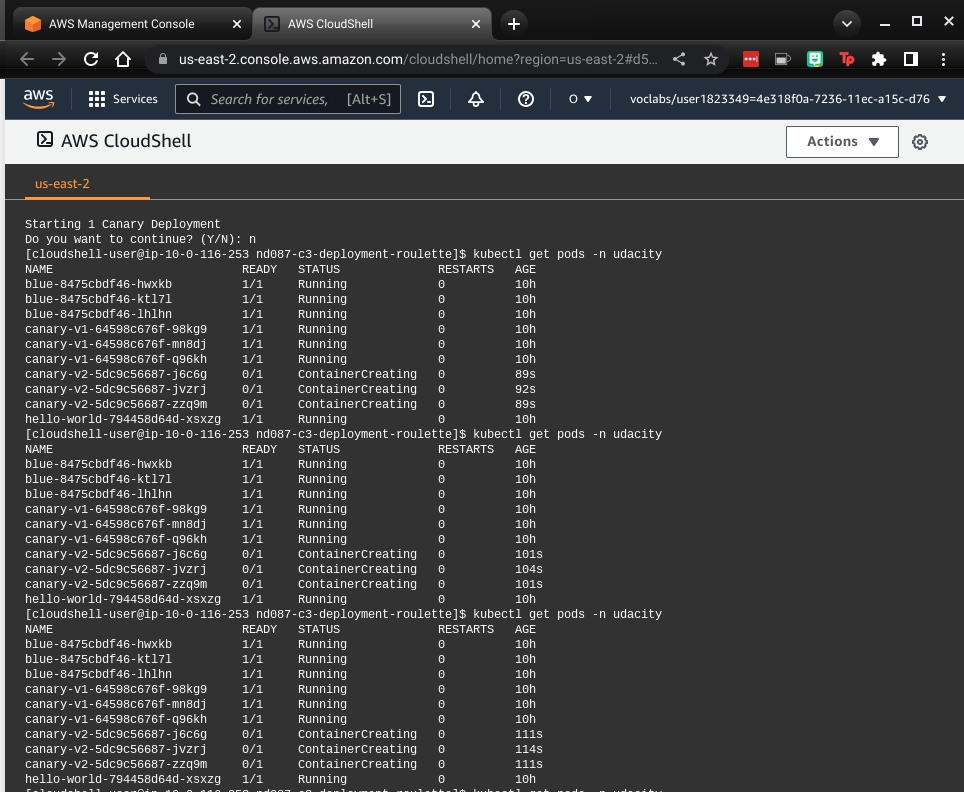 AWS Management Console
AWS CloudShell
us-east-2.console.aws.amazon.com/cloudshell/home?region=us-east-2#d5...
Tp
aws
Services
Search for services, [Alt+S]
O
voclabs/user1823349=4e318f0a-7236-11ec-a15c-d76
AWS CloudShell
Actions
us-east-2
Starting 1 Canary Deployment
Do you want to continue? (Y/N): n
[cloudshell-user@ip-10-0-116-253 nd087-c3-deployment-roulette]$ kubectl get pods -n udacity
NAME READY STATUS RESTARTS AGE
blue-8475cbdf46-hwxkb 1/1 Running 0 10h
blue-8475cbdf46-ktl7l 1/1 Running 0 10h
blue-8475cbdf46-lhlhn 1/1 Running 0 10h
canary-v1-64598c676f-98kg9 1/1 Running 0 10h
canary-v1-64598c676f-mn8dj 1/1 Running 0 10h
canary-v1-64598c676f-q96kh 1/1 Running 0 10h
canary-v2-5dc9c56687-j6c6g 0/1 ContainerCreating 0 89s
canary-v2-5dc9c56687-jvzrj 0/1 ContainerCreating 0 92s
canary-v2-5dc9c56687-zzq9m 0/1 ContainerCreating 0 89s
hello-world-794458d64d-xsxzg 1/1 Running 0 10h
[cloudshell-user@ip-10-0-116-253 nd087-c3-deployment-roulette]$ kubectl get pods -n udacity
NAME READY STATUS RESTARTS AGE
blue-8475cbdf46-hwxkb 1/1 Running 0 10h
blue-8475cbdf46-ktl7l 1/1 Running 0 10h
blue-8475cbdf46-lhlhn 1/1 Running 0 10h
canary-v1-64598c676f-98kg9 1/1 Running 0 10h
canary-v1-64598c676f-mn8dj 1/1 Running 0 10h
canary-v1-64598c676f-q96kh 1/1 Running 0 10h
canary-v2-5dc9c56687-j6c6g 0/1 ContainerCreating 0 101s
canary-v2-5dc9c56687-jvzrj 0/1 ContainerCreating 0 104s
canary-v2-5dc9c56687-zzq9m 0/1 ContainerCreating 0 101s
hello-world-794458d64d-xsxzg 1/1 Running 0 10h
[cloudshell-user@ip-10-0-116-253 nd087-c3-deployment-roulette]$ kubectl get pods -n udacity
NAME READY STATUS RESTARTS AGE
blue-8475cbdf46-hwxkb 1/1 Running 0 10h
blue-8475cbdf46-ktl7l 1/1 Running 0 10h
blue-8475cbdf46-lhlhn 1/1 Running 0 10h
canary-v1-64598c676f-98kg9 1/1 Running 0 10h
canary-v1-64598c676f-mn8dj 1/1 Running 0 10h
canary-v1-64598c676f-q96kh 1/1 Running 0 10h
canary-v2-5dc9c56687-j6c6g 0/1 ContainerCreating 0 111s
canary-v2-5dc9c56687-jvzrj 0/1 ContainerCreating 0 114s
canary-v2-5dc9c56687-zzq9m 0/1 ContainerCreating 0 111s
hello-world-794458d64d-xsxzg 1/1 Running 0 10h